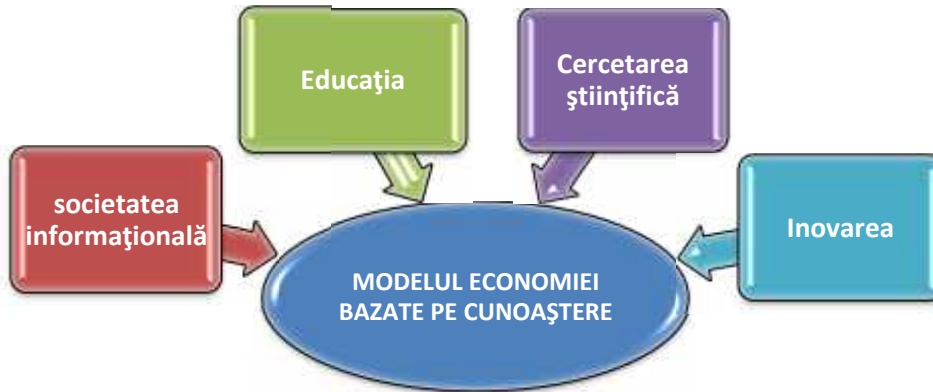 Educaţia
Cercetarea
ştiinţifică
societatea
informaţională
Inovarea
MODELUL ECONOMIEI
BAZATE PE CUNOAŞTERE